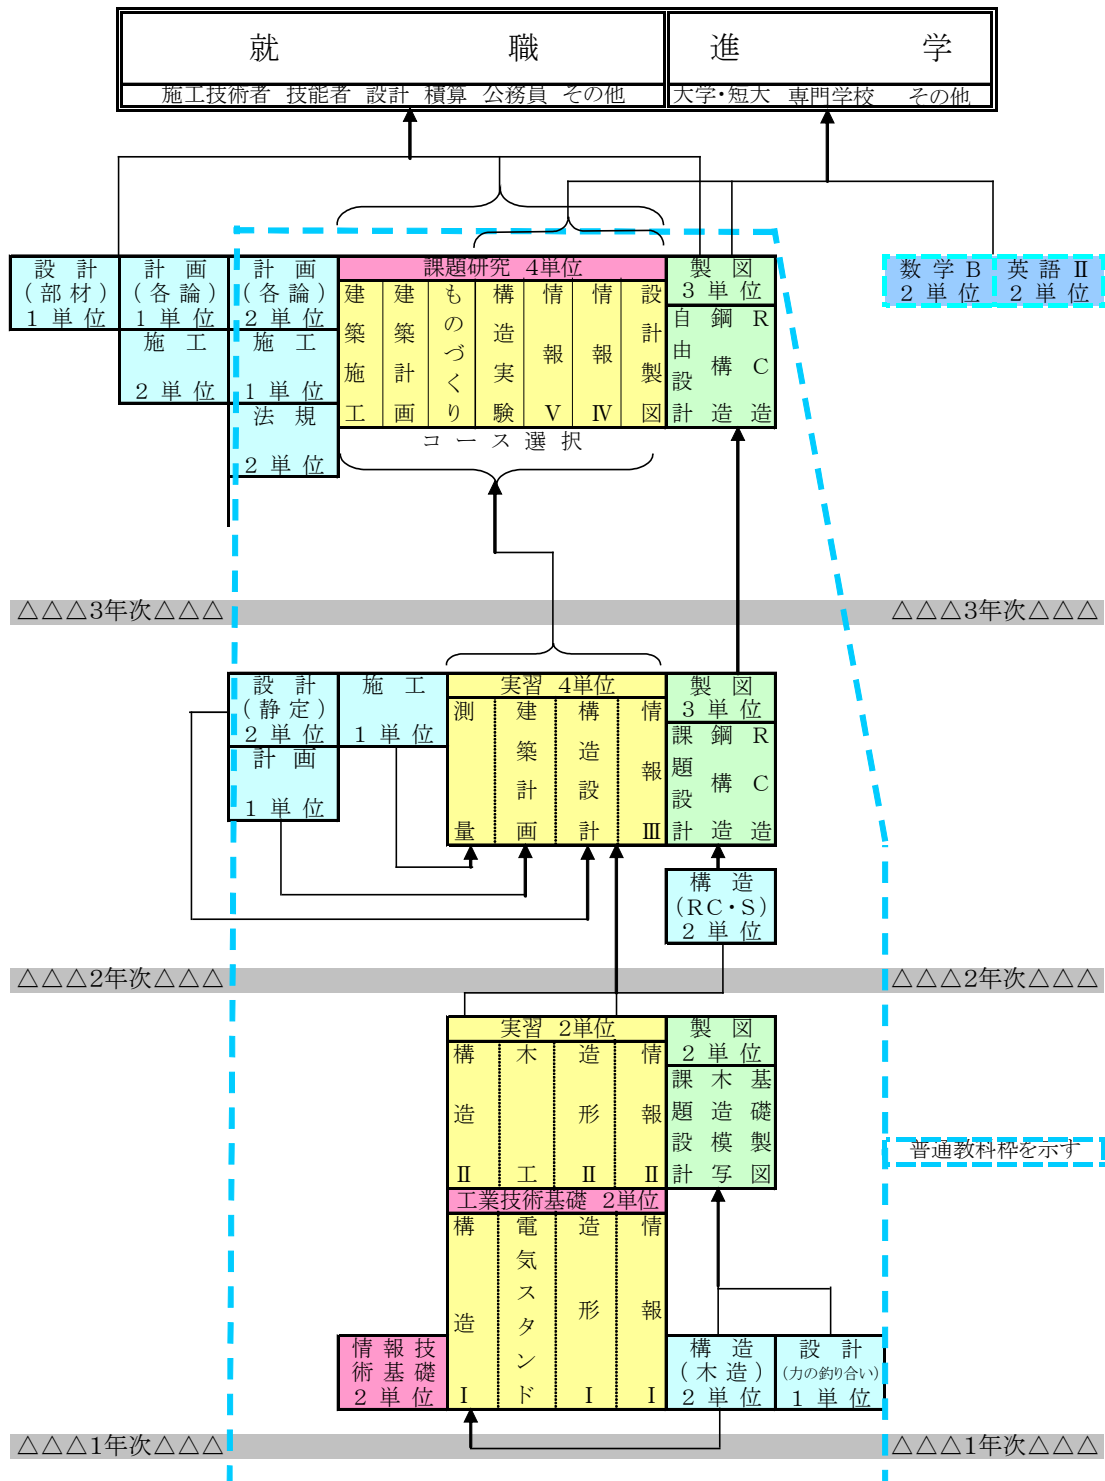 就職
進学
施工技術者 技能者 設計 積算 公務員 その他
大学・短大 専門学校 その他
設計
(部材)
1単位
計画
(各論)
1単位
施工
2単位
計画
(各論)
2単位
施工
1単位
法規
2単位
課題研究 4単位
建築施工
建築計画
ものづくり
構造実験
情報Ⅴ
情報Ⅳ
設計製図
コース選択
製図
3単位
自由設計
鋼構造
RC造
数学B
2単位
英語Ⅱ
2単位
△△△3年次△△△
△△△3年次△△△
設計
(静定)
2単位
計画
1単位
施工
1単位
実習 4単位
測量
建築計画
構造設計
情報Ⅲ
製図
3単位
課題設計
鋼構造
RC造
構造
(RC・S)
2単位
△△△2年次△△△
△△△2年次△△△
実習 2単位
構造Ⅱ
木工
造形Ⅱ
情報Ⅱ
製図
2単位
課題設計
木造模写
基礎製図
普通教科枠を示す
工業技術基礎 2単位
構造Ⅰ
電気スタンド
造形Ⅰ
情報Ⅰ
情報技
術基礎
2単位
構造
(木造)
2単位
設計
(力の釣り合い)
1単位
△△△1年次△△△
△△△1年次△△△